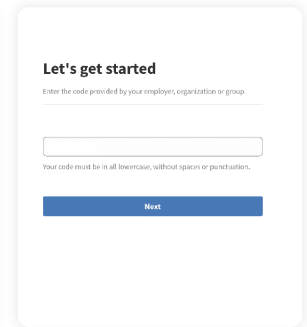 Let's get started
Enter the code provided by your employer, organization or group.
Your code must be in all lowercase, without spaces or punctuation.
Next